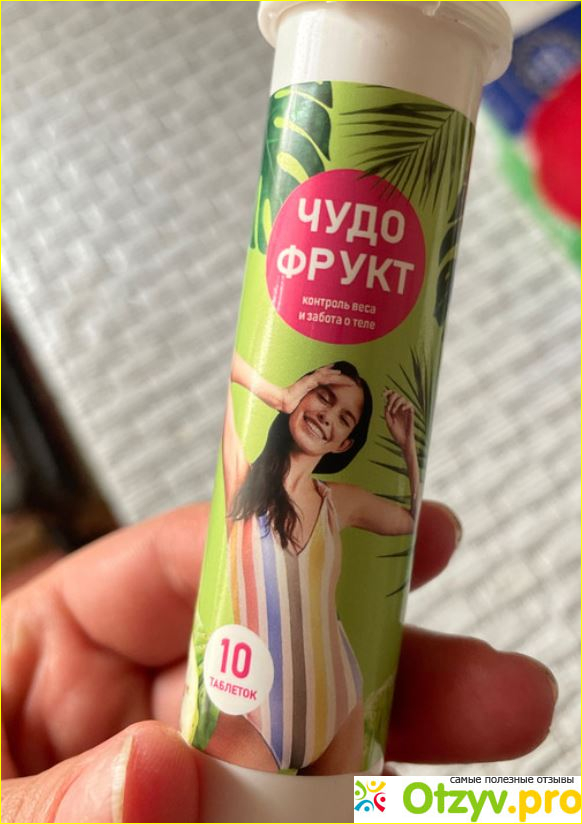 ЧУДО
ФРУКТ
контроль веса
и забота о теле
10
ТАБЛЕТОК
самые полезные отзывы
Otzyv.pro